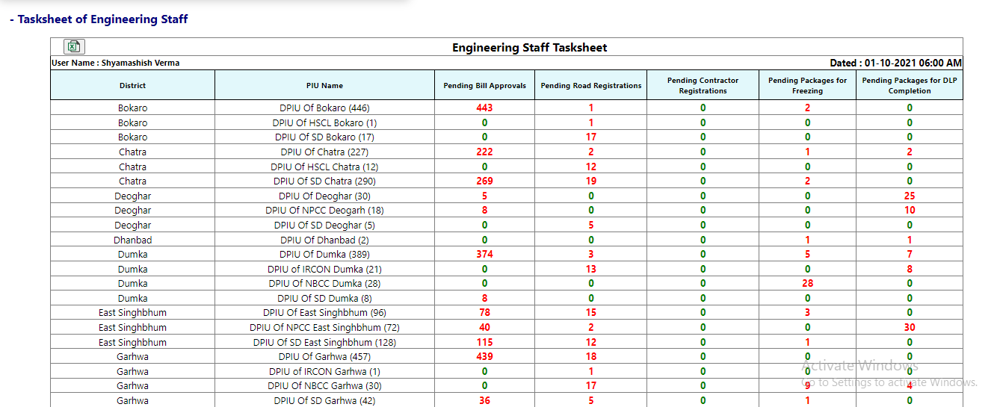 - Tasksheet of Engineering Staff
Engineering Staff Tasksheet
User Name : Shyamashish Verma Dated : 01-10-2021 06:00 AM
District PIU Name Pending Bill Approvals Pending Road Registrations Pending Contractor Registrations Pending Packages for Freezing Pending Packages for DLP Completion
Bokaro DPIU Of Bokaro (446) 443 1 0 2 0
Bokaro DPIU Of HSCL Bokaro (1) 0 1 0 0 0
Bokaro DPIU Of SD Bokaro (17) 0 17 0 0 0
Chatra DPIU Of Chatra (227) 222 2 0 1 2
Chatra DPIU Of HSCL Chatra (12) 0 12 0 0 0
Chatra DPIU Of SD Chatra (290) 269 19 0 2 0
Deoghar DPIU Of Deoghar (30) 5 0 0 0 25
Deoghar DPIU Of NPCC Deogarh (18) 8 0 0 0 10
Deoghar DPIU Of SD Deoghar (5) 0 5 0 0 0
Dhanbad DPIU Of Dhanbad (2) 0 0 0 1 1
Dumka DPIU Of Dumka (389) 374 3 0 5 7
Dumka DPIU of IRCON Dumka (21) 0 13 0 0 8
Dumka DPIU Of NBCC Dumka (28) 0 0 0 28 0
Dumka DPIU Of SD Dumka (8) 8 0 0 0 0
East Singhbhum DPIU Of East Singhbhum (96) 78 15 0 3 0
East Singhbhum DPIU Of NPCC East Singhbhum (72) 40 2 0 0 30
East Singhbhum DPIU Of SD East Singhbhum (128) 115 12 0 1 0
Garhwa DPIU Of Garhwa (457) 439 18 0 0 0
Garhwa DPIU of IRCON Garhwa (1) 0 1 0 0 0
Garhwa DPIU Of NBCC Garhwa (30) 0 17 0 9 4
Garhwa DPIU Of SD Garhwa (42) 36 5 0 1 0
Activate Windows
Go to Settings to activate Windows.